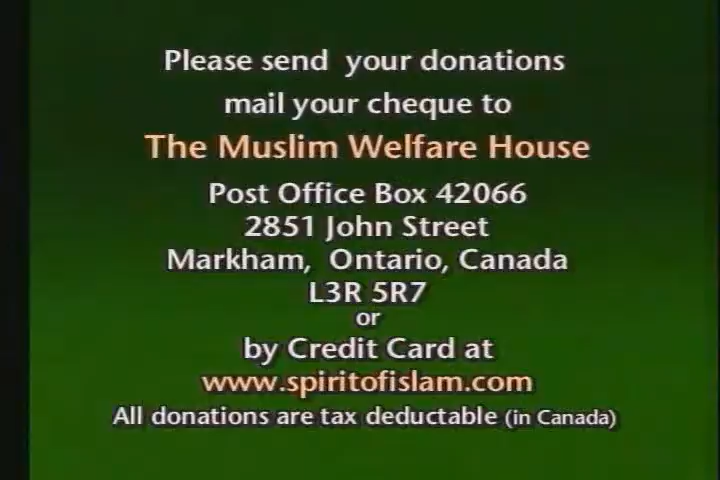 Please send your donations
mail your cheque to
The Muslim Welfare House
Post Office Box 42066
2851 John Street
Markham, Ontario, Canada
L3R 5R7
or
by Credit Card at
www.spiritofislam.com
All donations are tax deductable (in Canada)